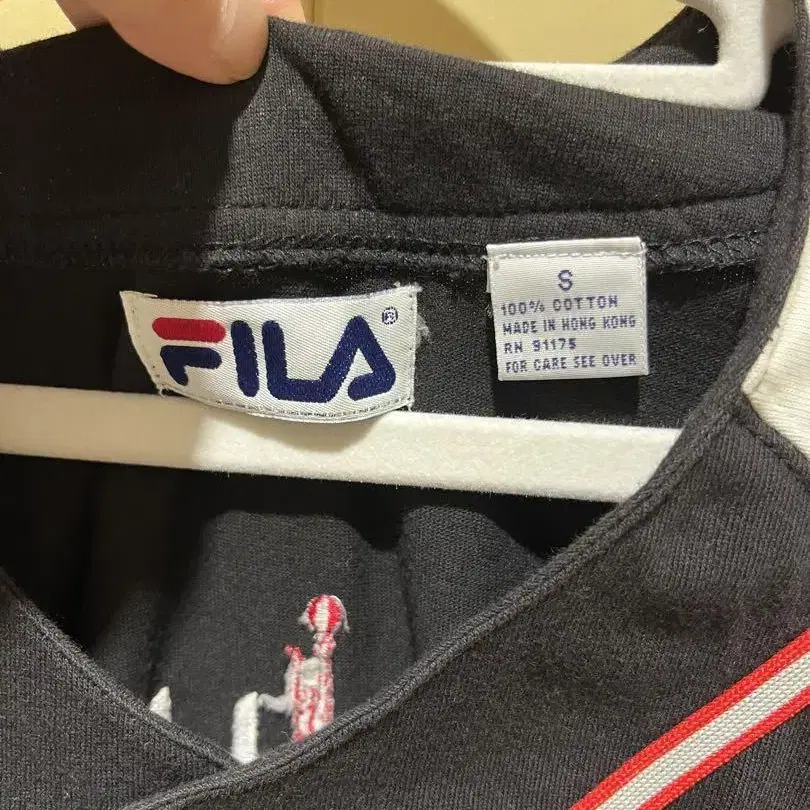 FILA®
S
100% COTTON
MADE IN HONG KONG
RN 91175
FOR CARE SEE OVER